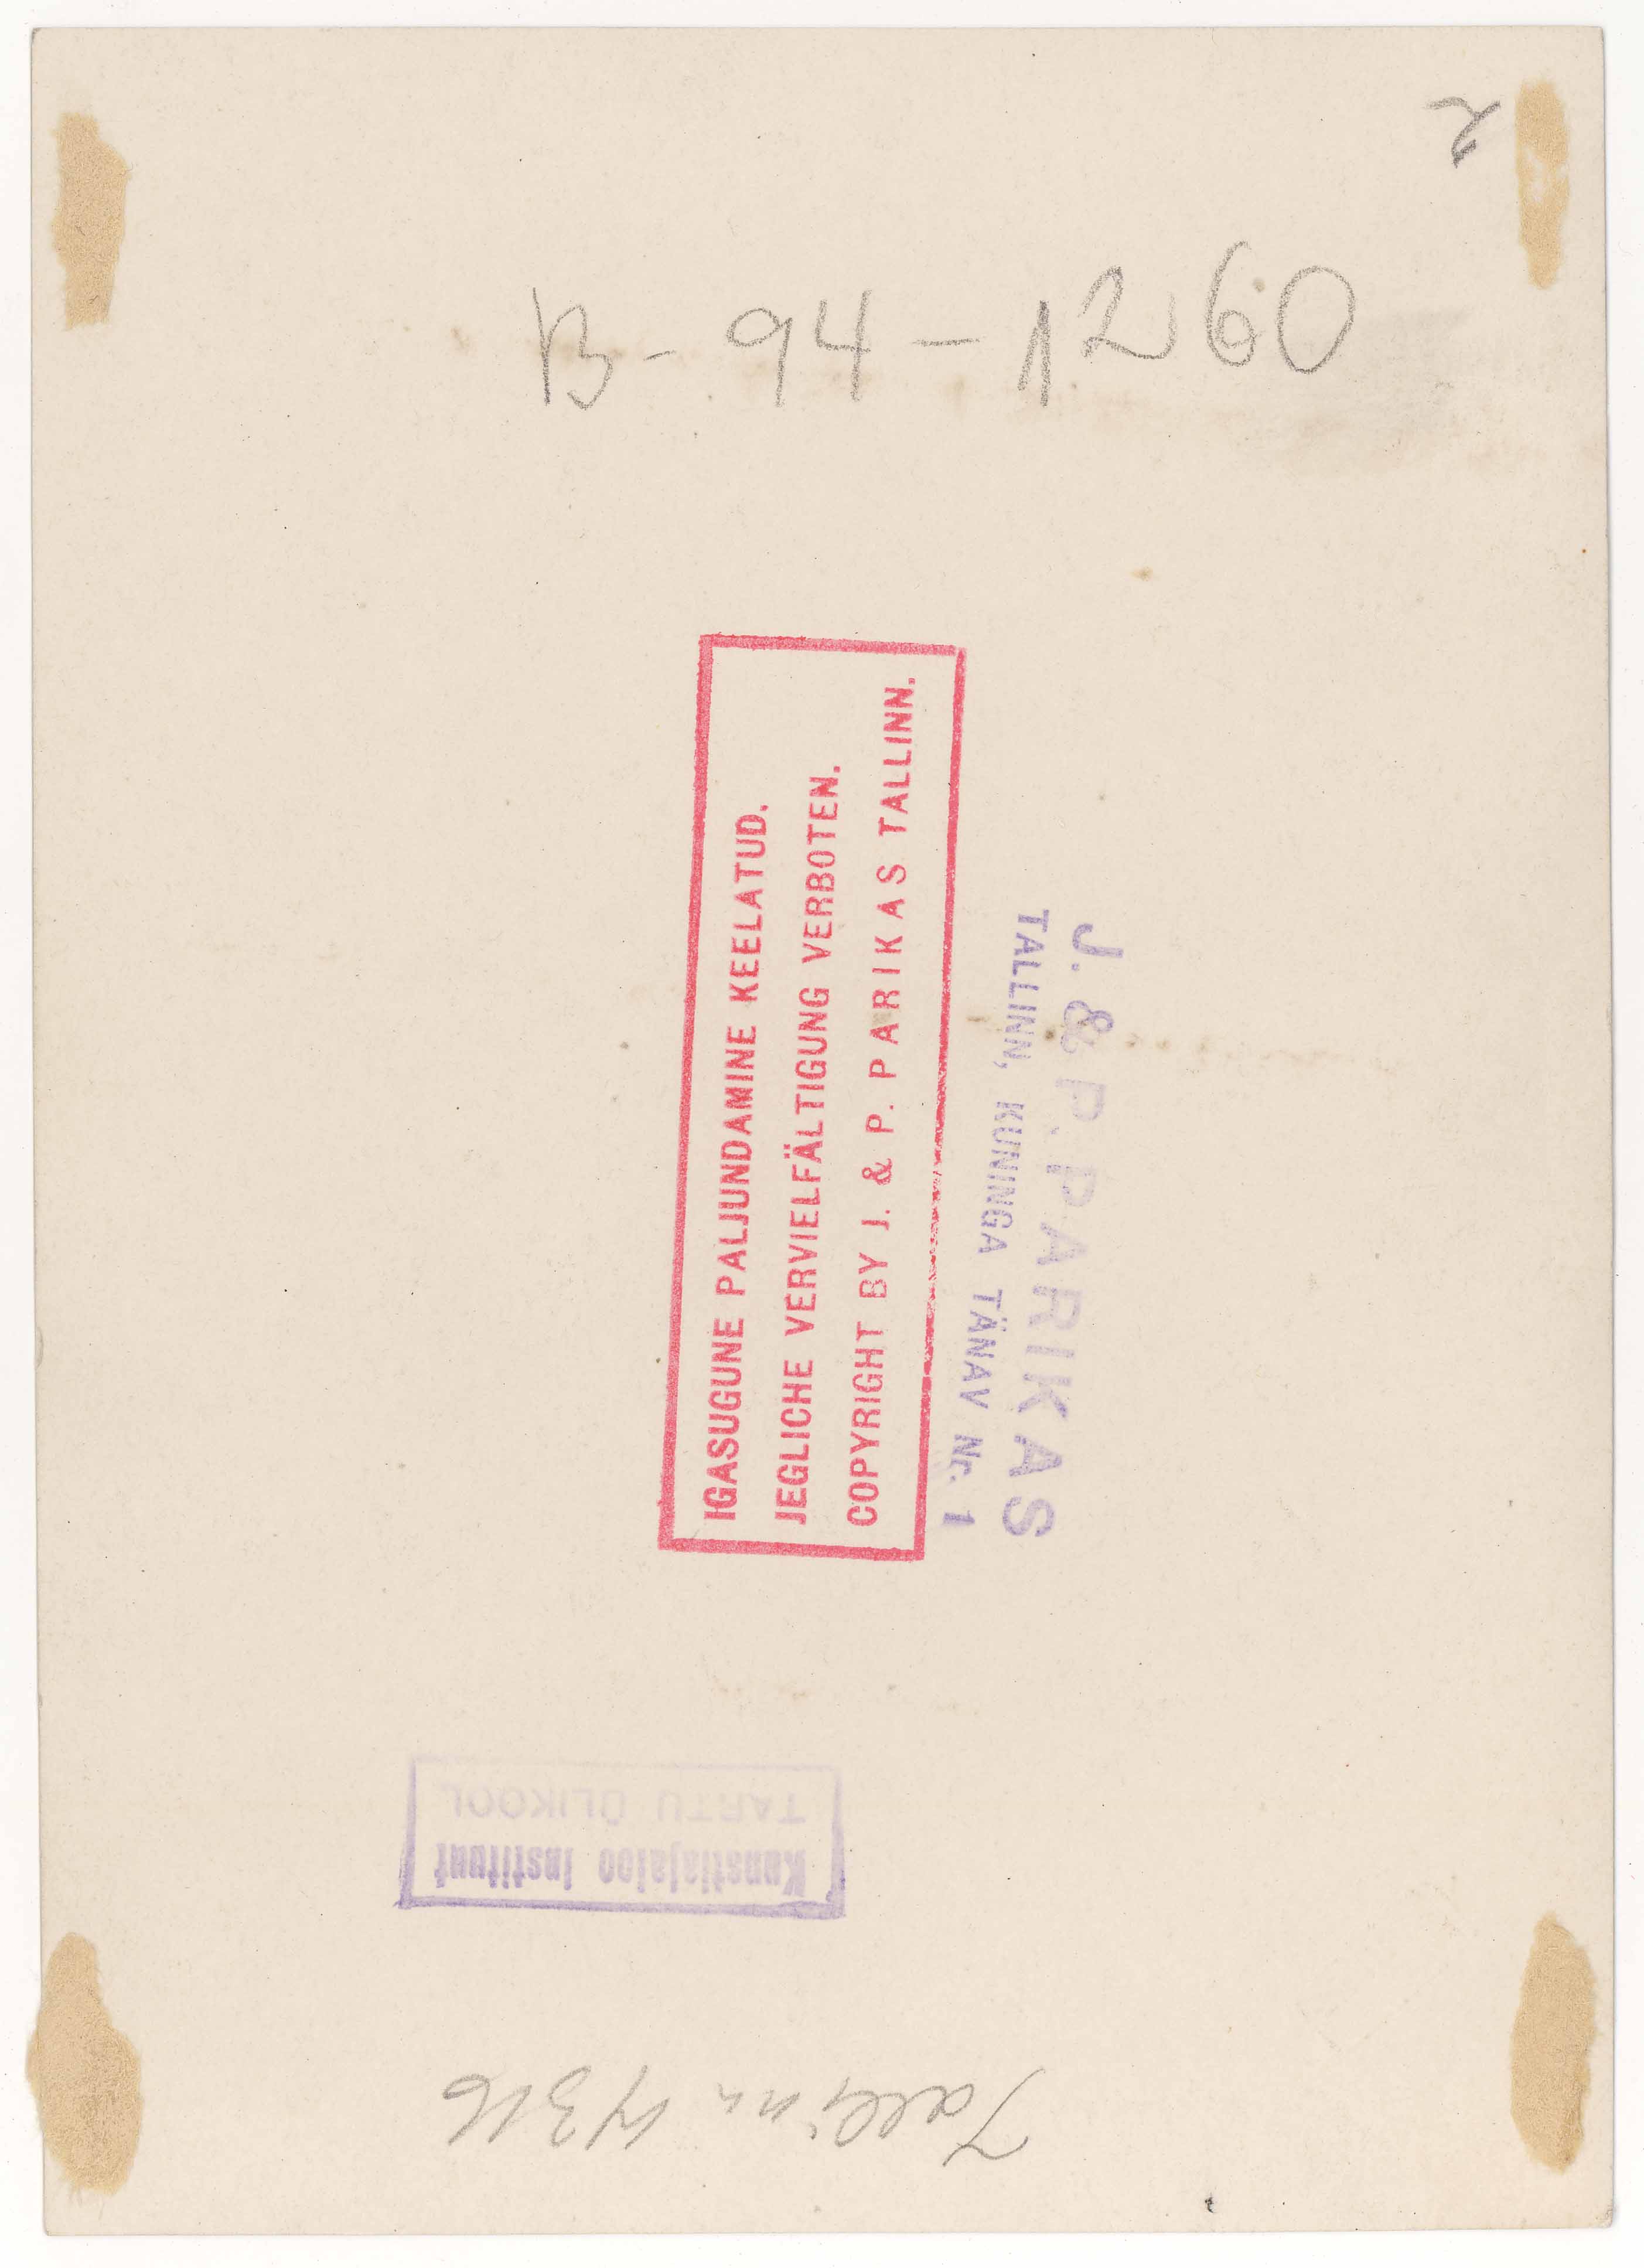 2
B - 94 - 1260
IGASUGUNE PALJUNDAMINE KEELATUD.
JEGLICHE VERVIELFÄLTIGUNG VERBOTEN.
COPYRIGHT BY J. & P. PARIKAS TALLINN.
J. & P. PARIKAS
TALLINN, KUNINGA TÄNAV Nr. 1
Kunstiajaloo Instituut
TARTU ÜLIKOOL
Tallinn